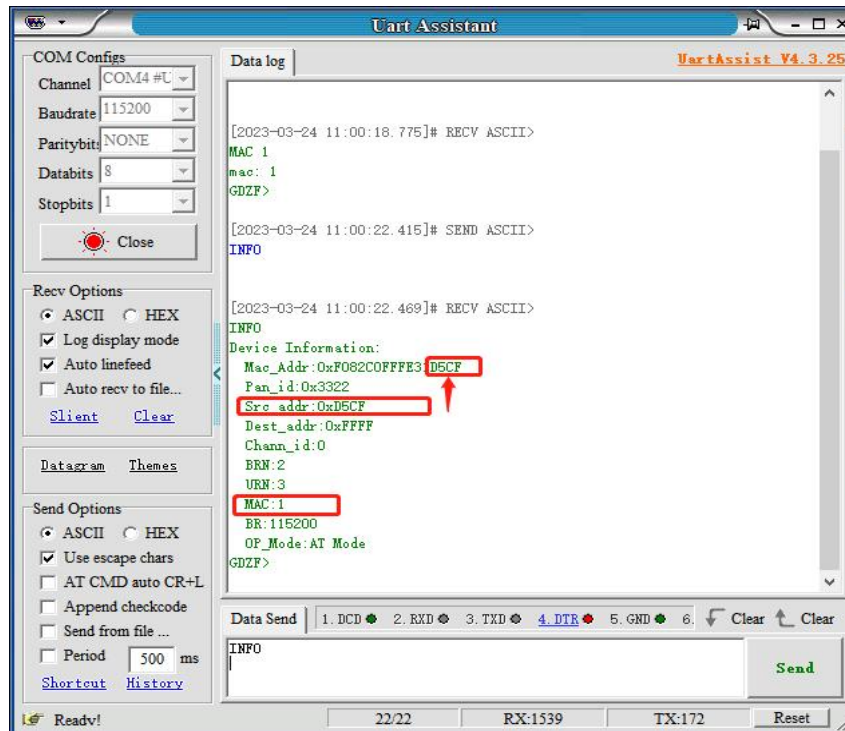 Uart Assistant
COM Configs
Channel COM4 #U
Baudrate 115200
Paritybit: NONE
Databits 8
Stopbits 1
Close
Recv Options
ASCII HEX
Log display mode
Auto linefeed
Auto recv to file...
Slient Clear
Datagram Themes
Send Options
ASCII HEX
Use escape chars
AT CMD auto CR+L
Append checkcode
Send from file ...
Period 500 ms
Shortcut History
Data log
UartAssist V4.3.25
[2023-03-24 11:00:18.775]# RECV ASCII>
MAC 1
mac: 1
GDZF>
[2023-03-24 11:00:22.415]# SEND ASCII>
INFO
[2023-03-24 11:00:22.469]# RECV ASCII>
INFO
Device Information:
Mac_Addr:0xF082C0FFFE31D5CF
Pan_id:0x3322
Src_addr:0xD5CF
Dest_addr:0xFFFF
Chann_id:0
BRN:2
URN:3
MAC:1
BR:115200
OP_Mode:AT Mode
GDZF>
Data Send 1. DCD 2. RXD 3. TXD 4. DTR 5. GND 6. Clear Clear
INFO
Send
Ready! 22/22 RX:1539 TX:172 Reset